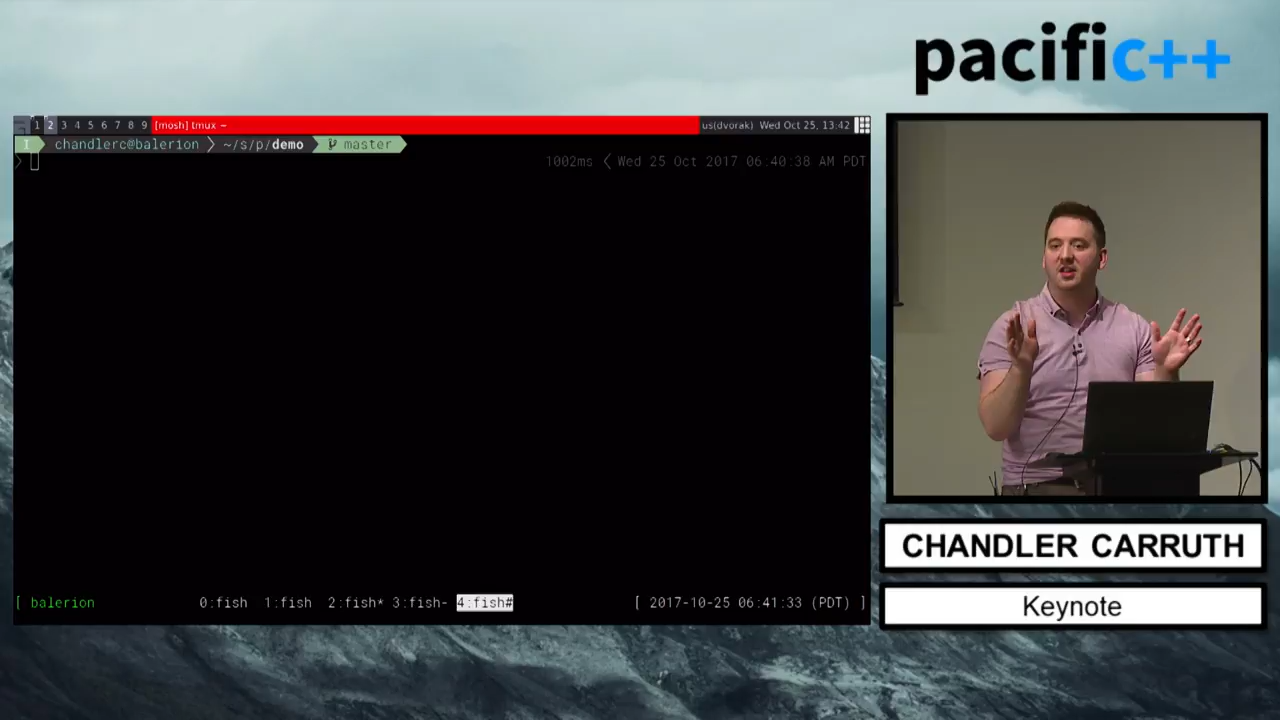 pacific++
1 2 3 4 5 6 7 8 9 [mosh] tmux ~ us(dvorak) Wed Oct 25, 13:42
I chandlerc@balerion ~/s/p/demo master
1002ms Wed 25 Oct 2017 06:40:38 AM PDT
[ balerion 0:fish 1:fish 2:fish* 3:fish- 4:fish# [ 2017-10-25 06:41:33 (PDT) ]
CHANDLER CARRUTH
Keynote